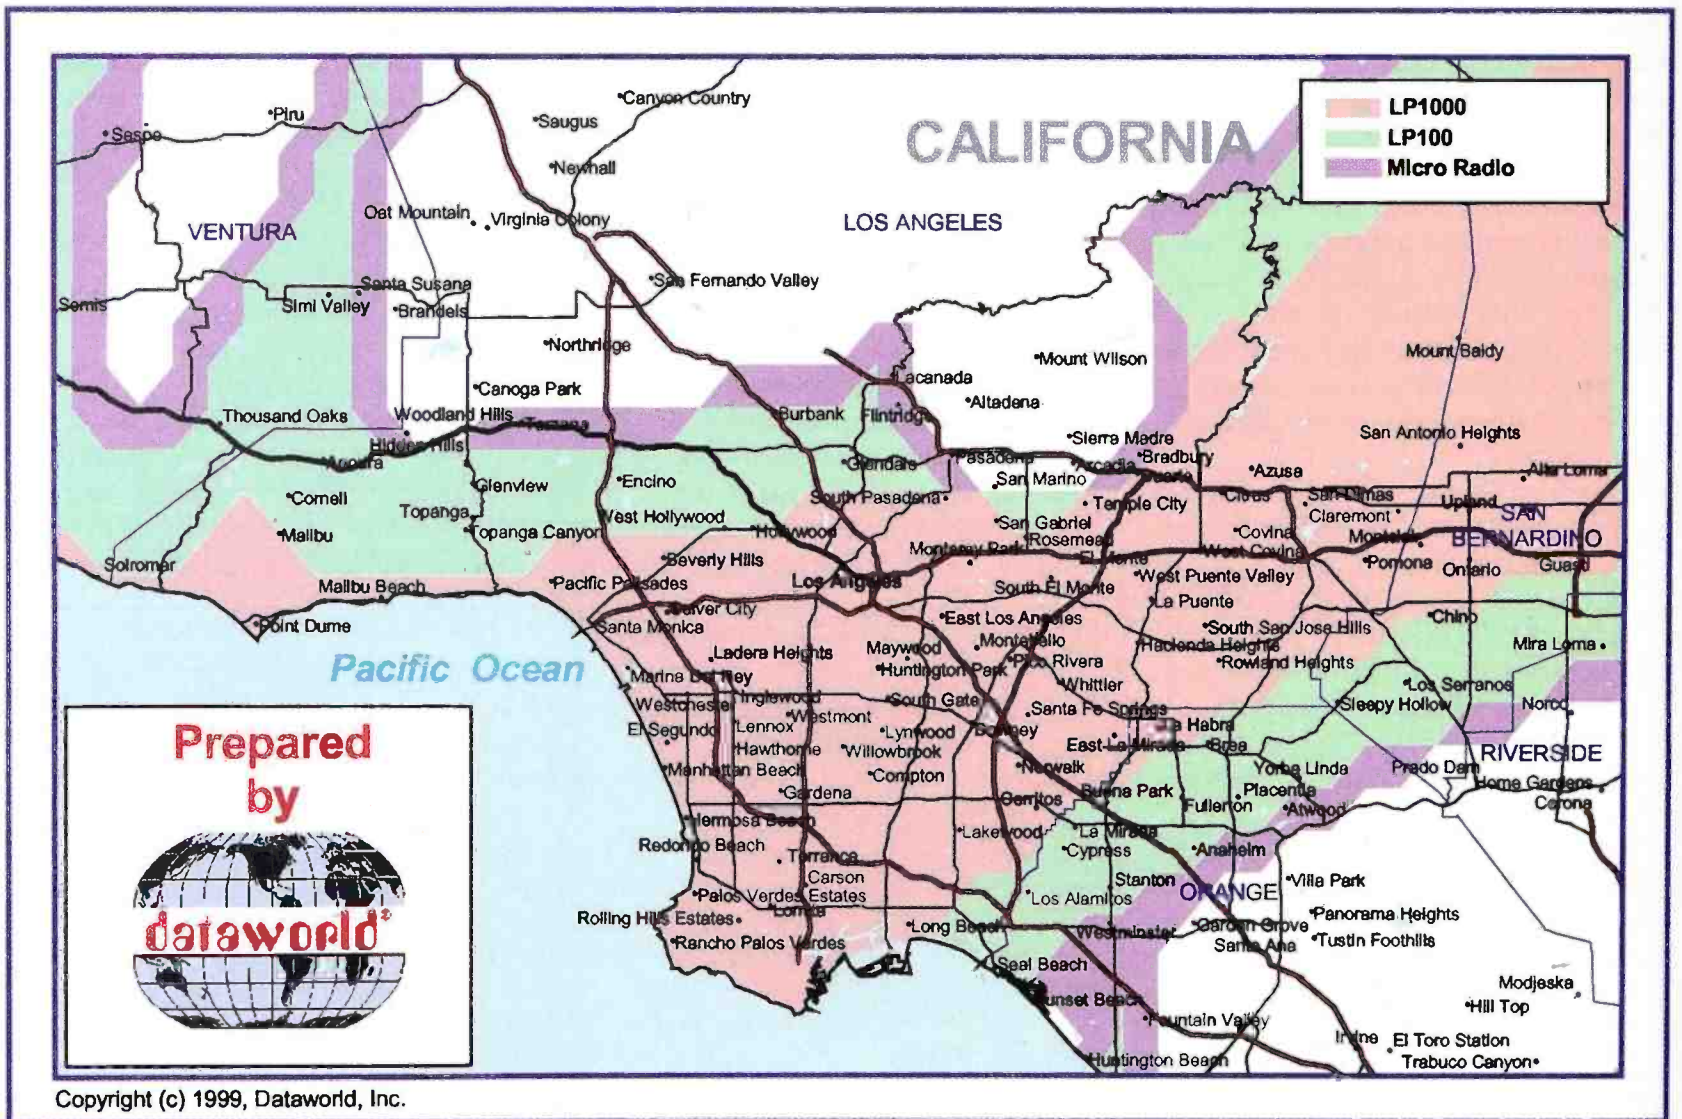 Canyon Country
Piru
Saugus
Sespe
CALIFORNIA
LP1000
LP100
Micro Radio
Newhall
Oat Mountain
Virginia Colony
VENTURA
LOS ANGELES
San Fernando Valley
Santa Susana
Somis
Simi Valley
Brandeis
Northridge
Mount Wilson
Mount Baldy
Lacanada
Canoga Park
Altadena
Thousand Oaks
Woodland Hills
Tarzana
Burbank
Flintridge
Hidden Hills
Sierra Madre
San Antonio Heights
Agoura
Glendale
Pasadena
Arcadia
Bradbury
Duarte
Azusa
Alta Loma
Glenview
Encino
San Marino
Cornell
South Pasadena
Temple City
Citrus
San Dimas
Upland
Topanga
West Hollywood
Claremont
SAN
BERNARDINO
Malibu
Topanga Canyon
Hollywood
San Gabriel
Rosemead
Covina
Montclair
Solromar
Beverly Hills
Monterey Park
El Monte
West Covina
Pomona
Ontario
Guasti
Malibu Beach
Pacific Palisades
Los Angeles
South El Monte
West Puente Valley
La Puente
Culver City
East Los Angeles
Chino
Point Dume
Santa Monica
South San Jose Hills
Montebello
Maywood
Hacienda Heights
Mira Loma
Pacific Ocean
Ladera Heights
Huntington Park
Pico Rivera
Rowland Heights
Marina Del Rey
Whittier
Los Serranos
Westchester
Inglewood
South Gate
Santa Fe Springs
Sleepy Hollow
Norco
El Segundo
Lennox
Westmont
Lynwood
Downey
La Habra
Hawthorne
Willowbrook
East La Mirada
Brea
RIVERSIDE
Manhattan Beach
Compton
Norwalk
Yorba Linda
Prado Dam
Home Gardens
Gardena
Cerritos
Buena Park
Fullerton
Placentia
Atwood
Corona
Hermosa Beach
Lakewood
La Mirada
Redondo Beach
Torrance
Cypress
Anaheim
Carson
Stanton
ORANGE
Villa Park
Palos Verdes Estates
Lomita
Los Alamitos
Rolling Hills Estates
Long Beach
Westminster
Garden Grove
Panorama Heights
Rancho Palos Verdes
Santa Ana
Tustin Foothills
Seal Beach
Modjeska
Sunset Beach
Hill Top
Fountain Valley
Irvine
El Toro Station
Huntington Beach
Trabuco Canyon
Prepared
by
dataworld®
Copyright (c) 1999, Dataworld, Inc.